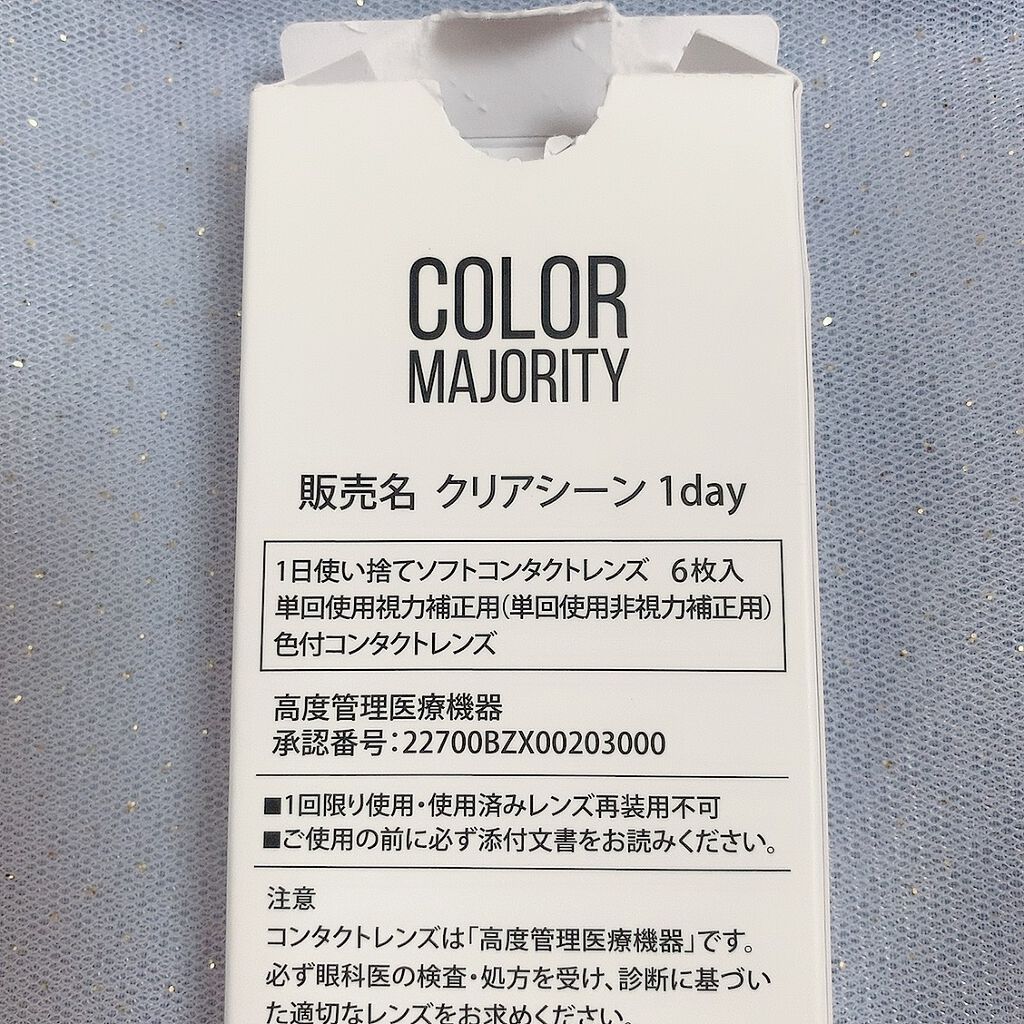 COLOR
MAJORITY
販売名 クリアシーン 1day
1日使い捨てソフトコンタクトレンズ 6枚入
単回使用視力補正用(単回使用非視力補正用)
色付コンタクトレンズ
高度管理医療機器
承認番号:22700BZX00203000
■1回限り使用・使用済みレンズ再装用不可
■ご使用の前に必ず添付文書をお読みください。
注意
コンタクトレンズは「高度管理医療機器」です。
必ず眼科医の検査・処方を受け、診断に基づい
た適切なレンズをお求めください。